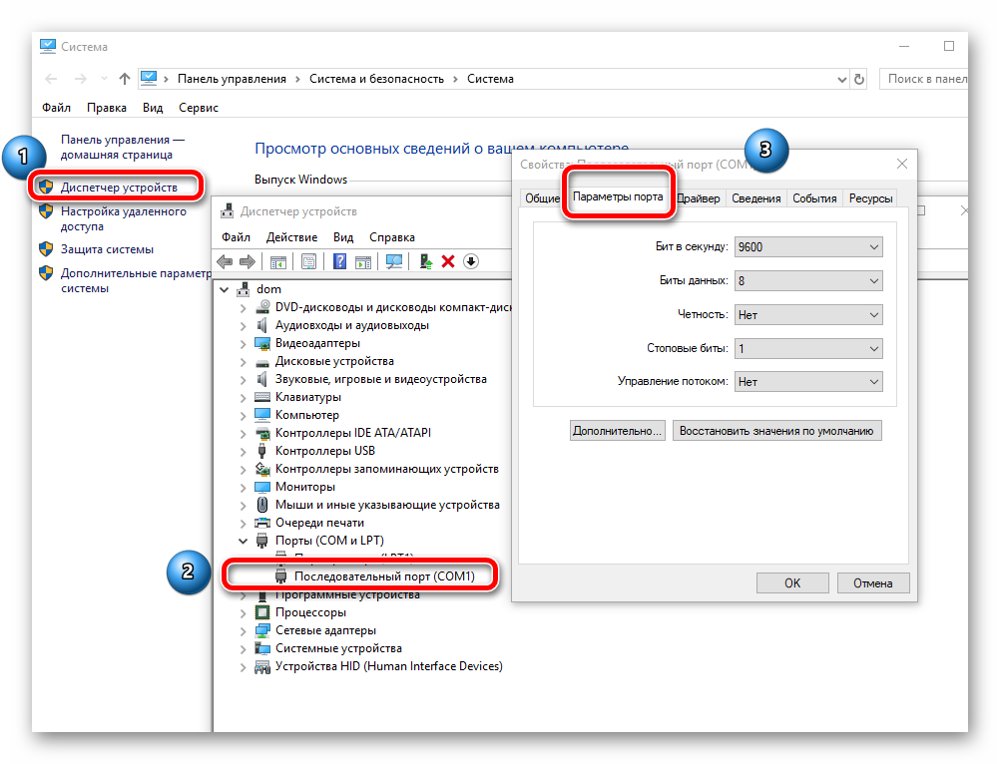 Система
Панель управления › Система и безопасность › Система
Поиск в панел
Файл Правка Вид Сервис
Панель управления —
домашняя страница
1
Диспетчер устройств
Настройка удаленного
доступа
Защита системы
Дополнительные параметр
системы
Просмотр основных сведений о вашем компьютере
Выпуск Windows
Диспетчер устройств
Файл Действие Вид Справка
dom
DVD-дисководы и дисководы компакт-диск
Аудиовходы и аудиовыходы
Видеоадаптеры
Дисковые устройства
Звуковые, игровые и видеоустройства
Клавиатуры
Компьютер
Контроллеры IDE ATA/ATAPI
Контроллеры USB
Контроллеры запоминающих устройств
Мониторы
Мыши и иные указывающие устройства
Очереди печати
Порты (COM и LPT)
2
Последовательный порт (COM1)
Программные устройства
Процессоры
Сетевые адаптеры
Системные устройства
Устройства HID (Human Interface Devices)
3
порт (COM
Общие Параметры порта Драйвер Сведения События Ресурсы
Бит в секунду: 9600
Биты данных: 8
Четность: Нет
Стоповые биты: 1
Управление потоком: Нет
Дополнительно... Восстановить значения по умолчанию
OK Отмена